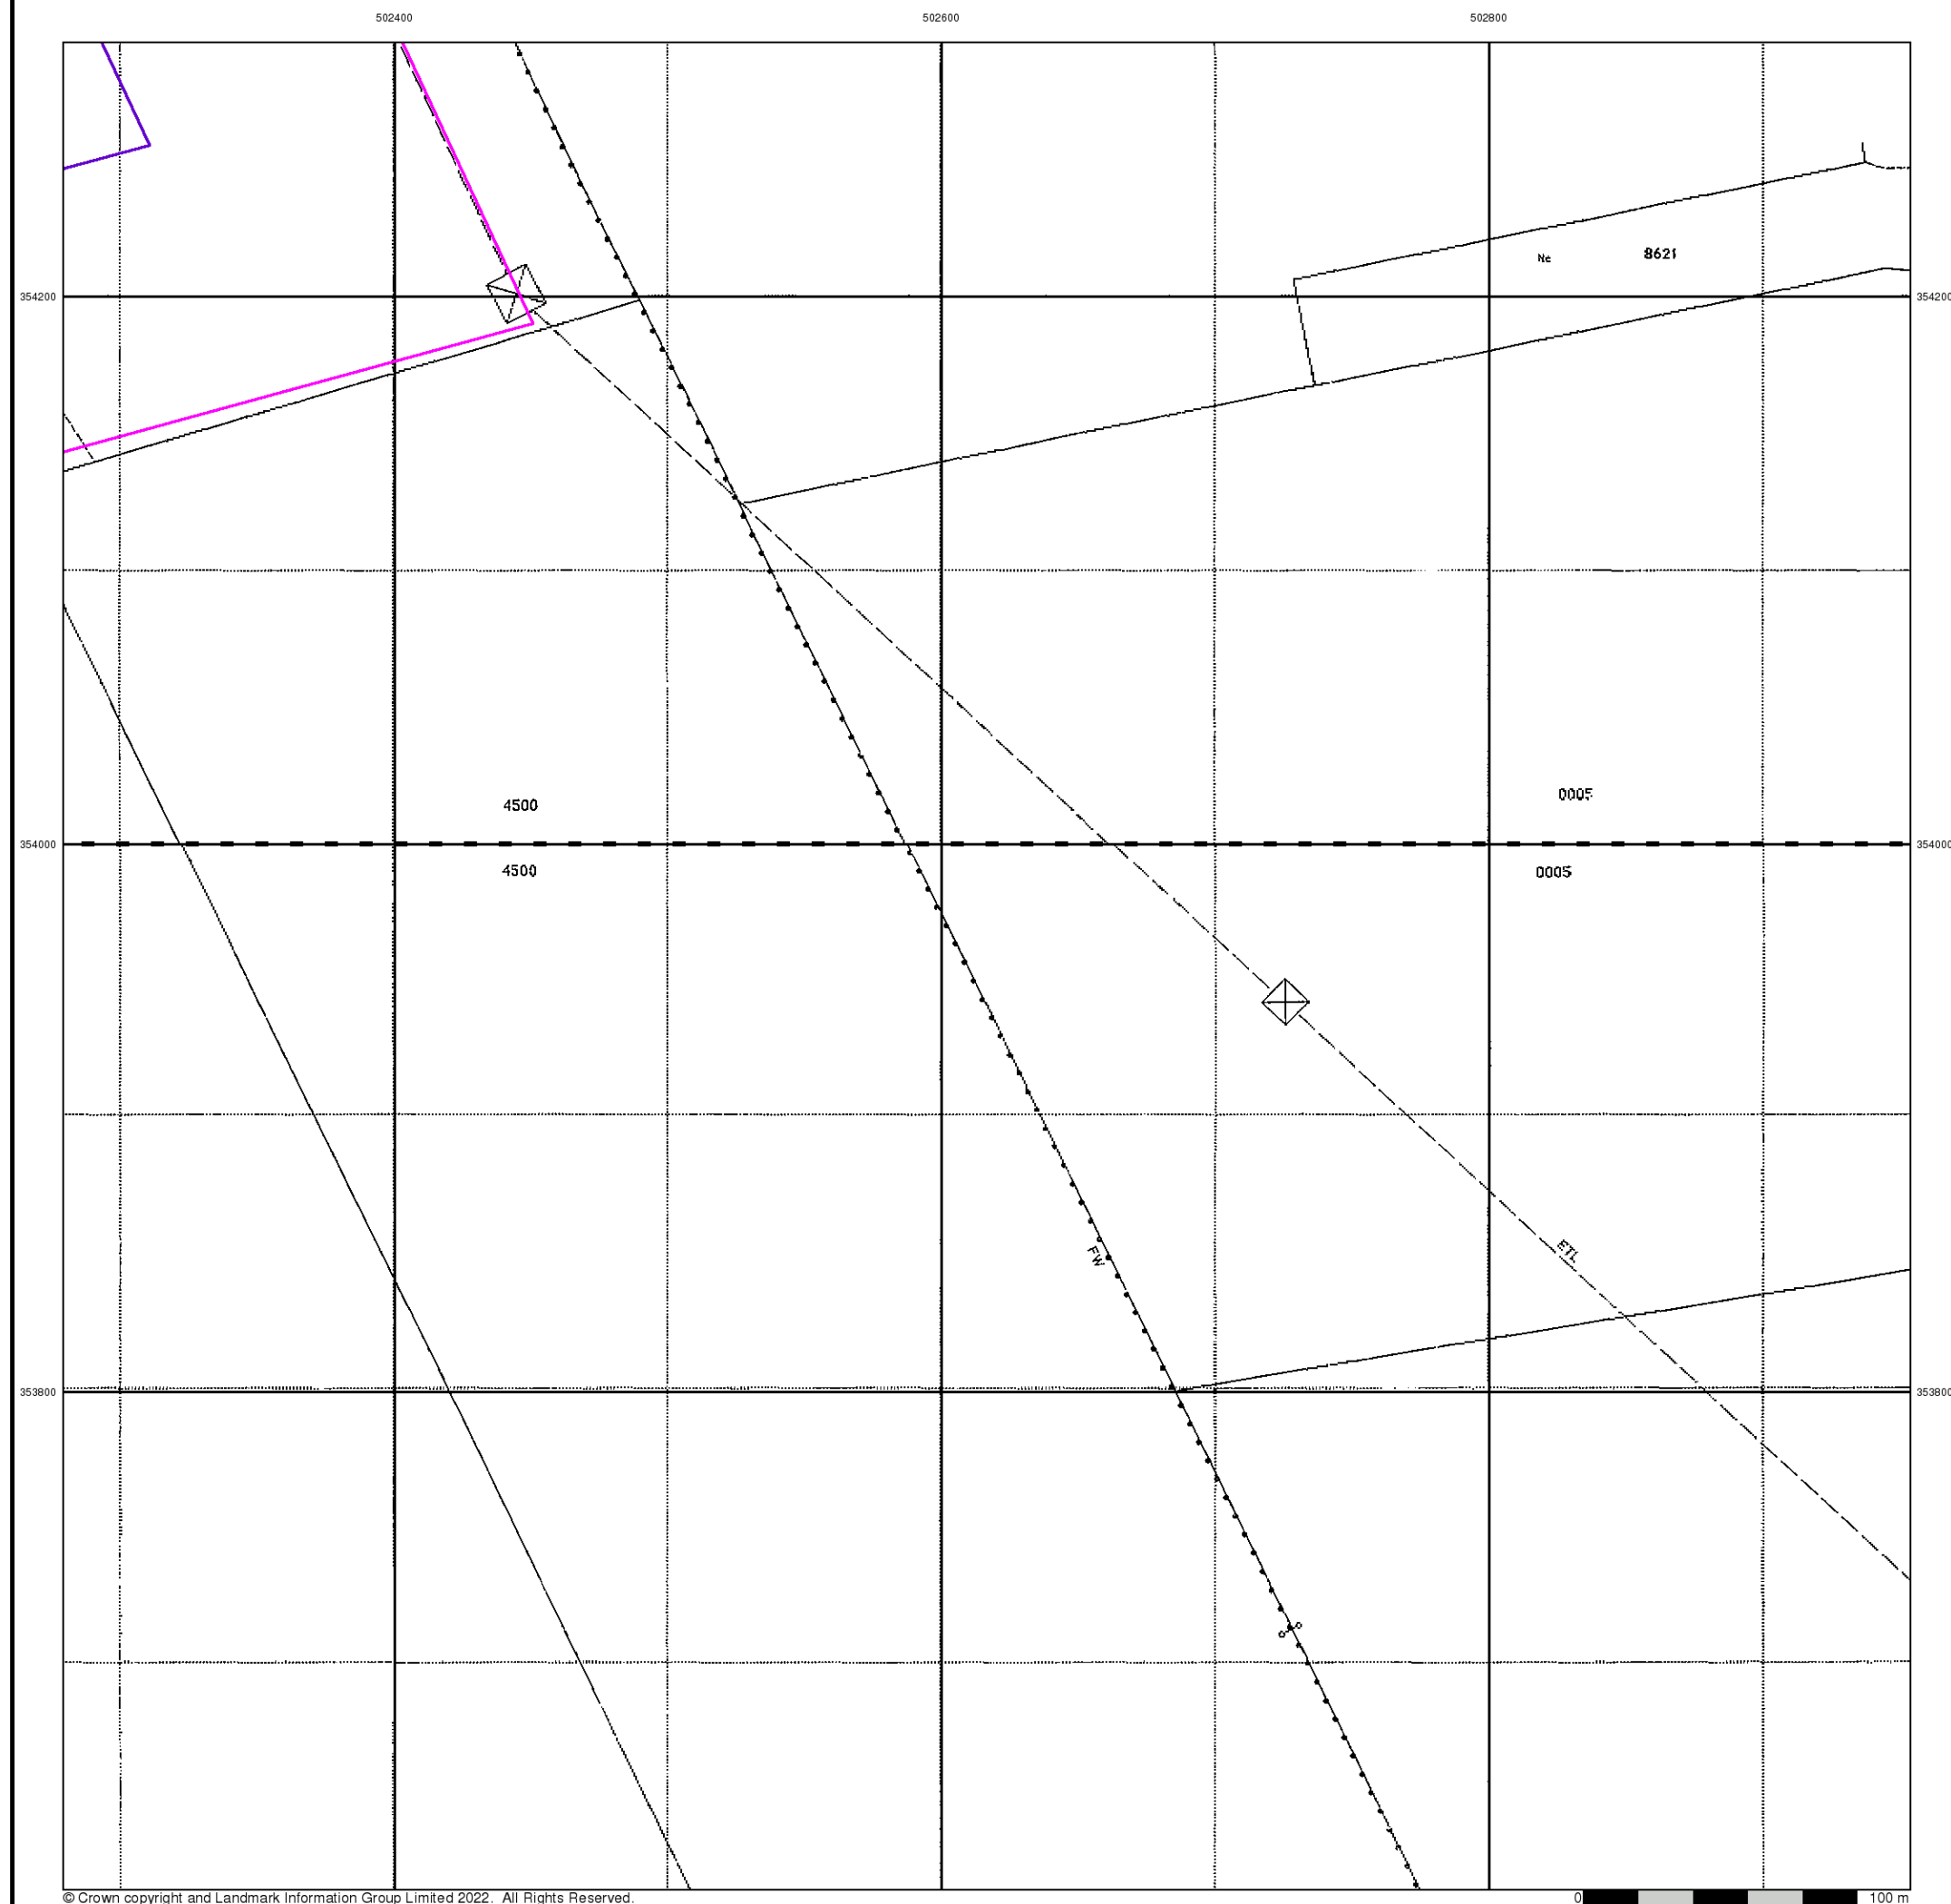 502400 502600 502800
Ne 8621
354200 354200
4500 0005
354000 354000
4500 0005
FW ETL
353800 353800
© Crown copyright and Landmark Information Group Limited 2022. All Rights Reserved. 0 100 m